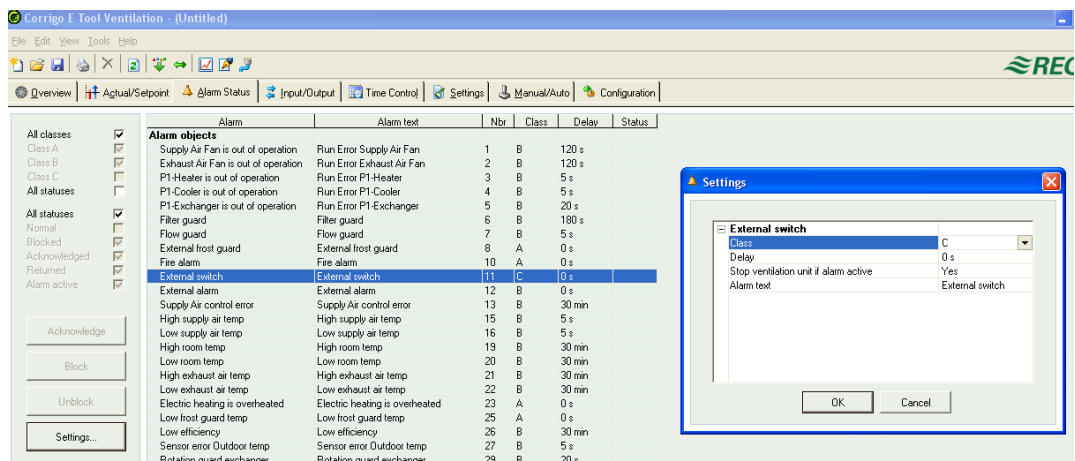 Corrigo E Tool Ventilation - (Untitled)
File Edit View Tools Help
REG
Overview Actual/Setpoint Alarm Status Input/Output Time Control Settings Manual/Auto Configuration
All classes
Class A
Class B
Class C
All statuses
All statuses
Normal
Blocked
Acknowledged
Returned
Alarm active
Acknowledge
Block
Unblock
Settings...
Alarm Alarm text Nbr Class Delay Status
Alarm objects
Supply Air Fan is out of operation Run Error Supply Air Fan 1 B 120 s
Exhaust Air Fan is out of operation Run Error Exhaust Air Fan 2 B 120 s
P1-Heater is out of operation Run Error P1-Heater 3 B 5 s
P1-Cooler is out of operation Run Error P1-Cooler 4 B 5 s
P1-Exchanger is out of operation Run Error P1-Exchanger 5 B 20 s
Filter guard Filter guard 6 B 180 s
Flow guard Flow guard 7 B 5 s
External frost guard External frost guard 8 A 0 s
Fire alarm Fire alarm 10 A 0 s
External switch External switch 11 C 0 s
External alarm External alarm 12 B 0 s
Supply Air control error Supply Air control error 13 B 30 min
High supply air temp High supply air temp 15 B 5 s
Low supply air temp Low supply air temp 16 B 5 s
High room temp High room temp 19 B 30 min
Low room temp Low room temp 20 B 30 min
High exhaust air temp High exhaust air temp 21 B 30 min
Low exhaust air temp Low exhaust air temp 22 B 30 min
Electric heating is overheated Electric heating is overheated 23 A 0 s
Low frost guard temp Low frost guard temp 25 A 0 s
Low efficiency Low efficiency 26 B 30 min
Sensor error Outdoor temp Sensor error Outdoor temp 27 B 5 s
Rotation guard exchanger Rotation guard exchanger 29 B 20 s
Settings
External switch
Class C
Delay 0 s
Stop ventilation unit if alarm active Yes
Alarm text External switch
OK Cancel